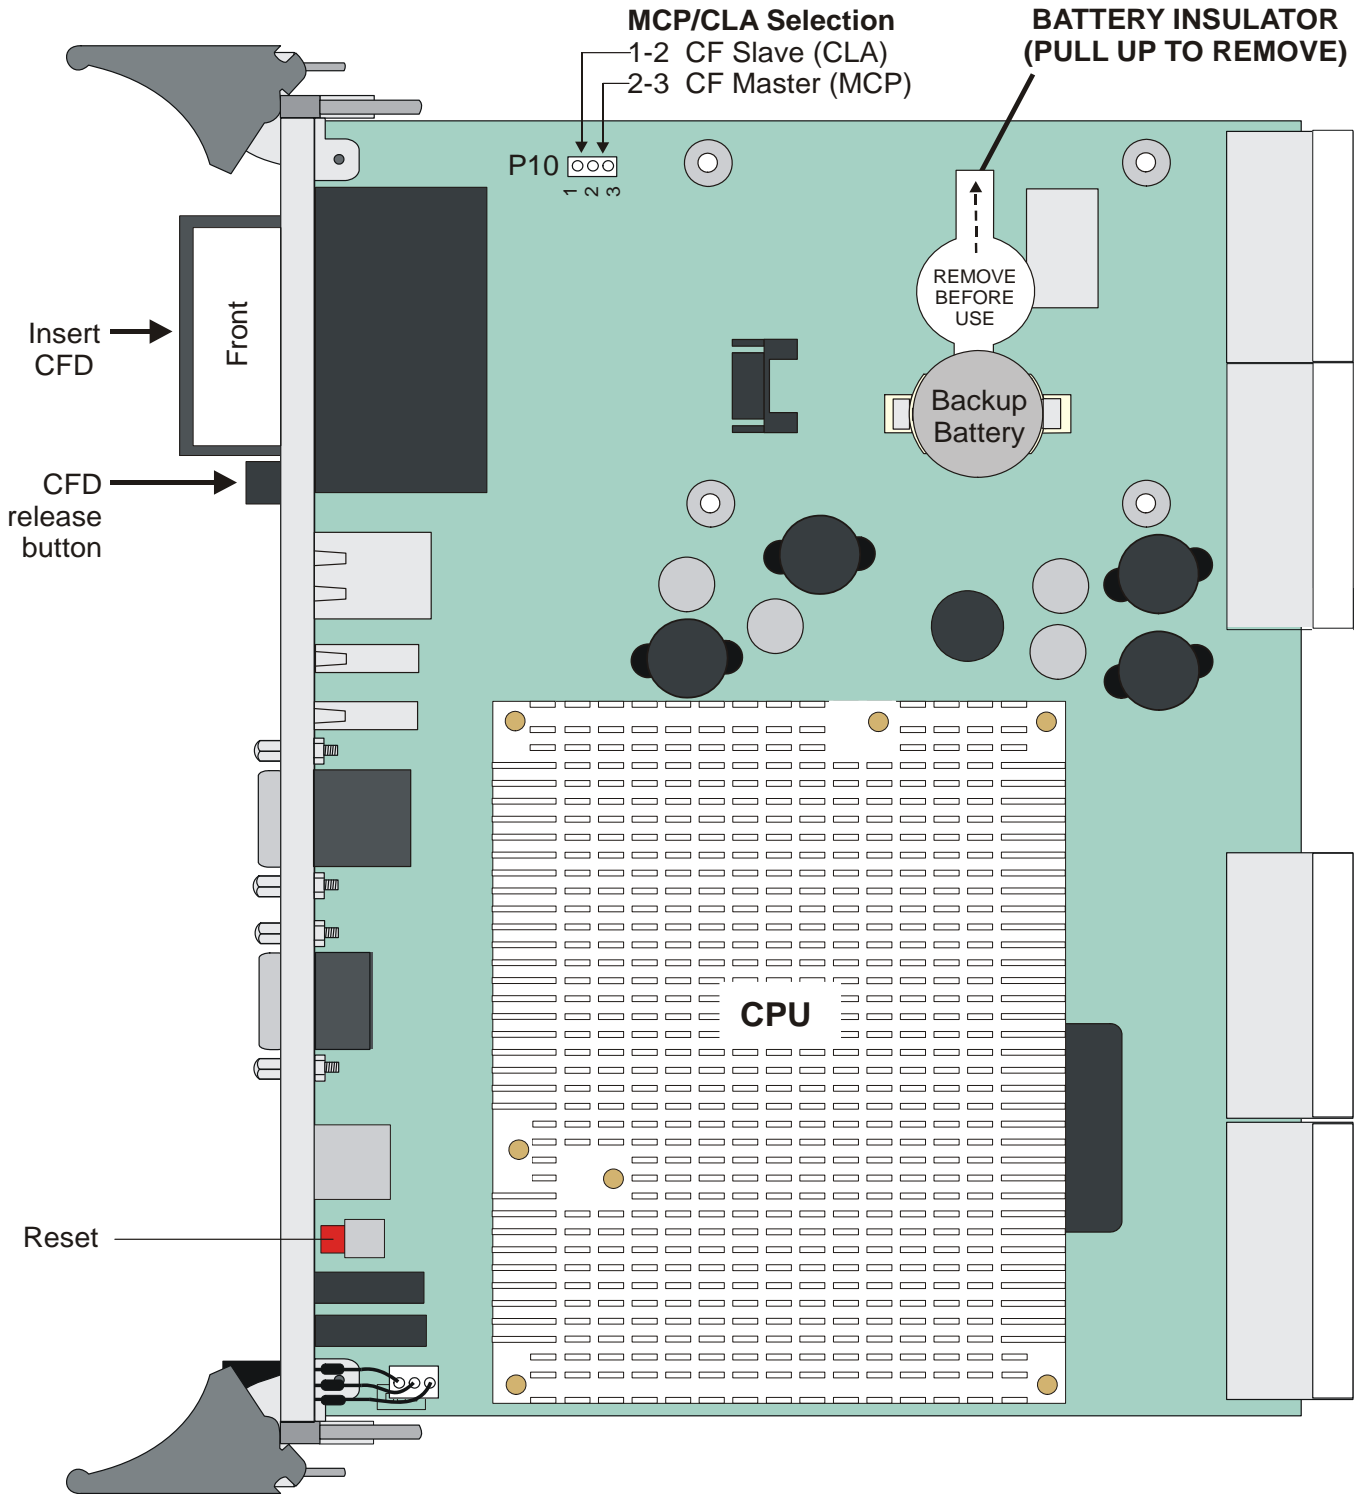 MCP/CLA Selection
1-2 CF Slave (CLA)
2-3 CF Master (MCP)
BATTERY INSULATOR
(PULL UP TO REMOVE)
P10
1
2
3
REMOVE
BEFORE
USE
Insert
CFD
Front
Backup
Battery
CFD
release
button
CPU
Reset